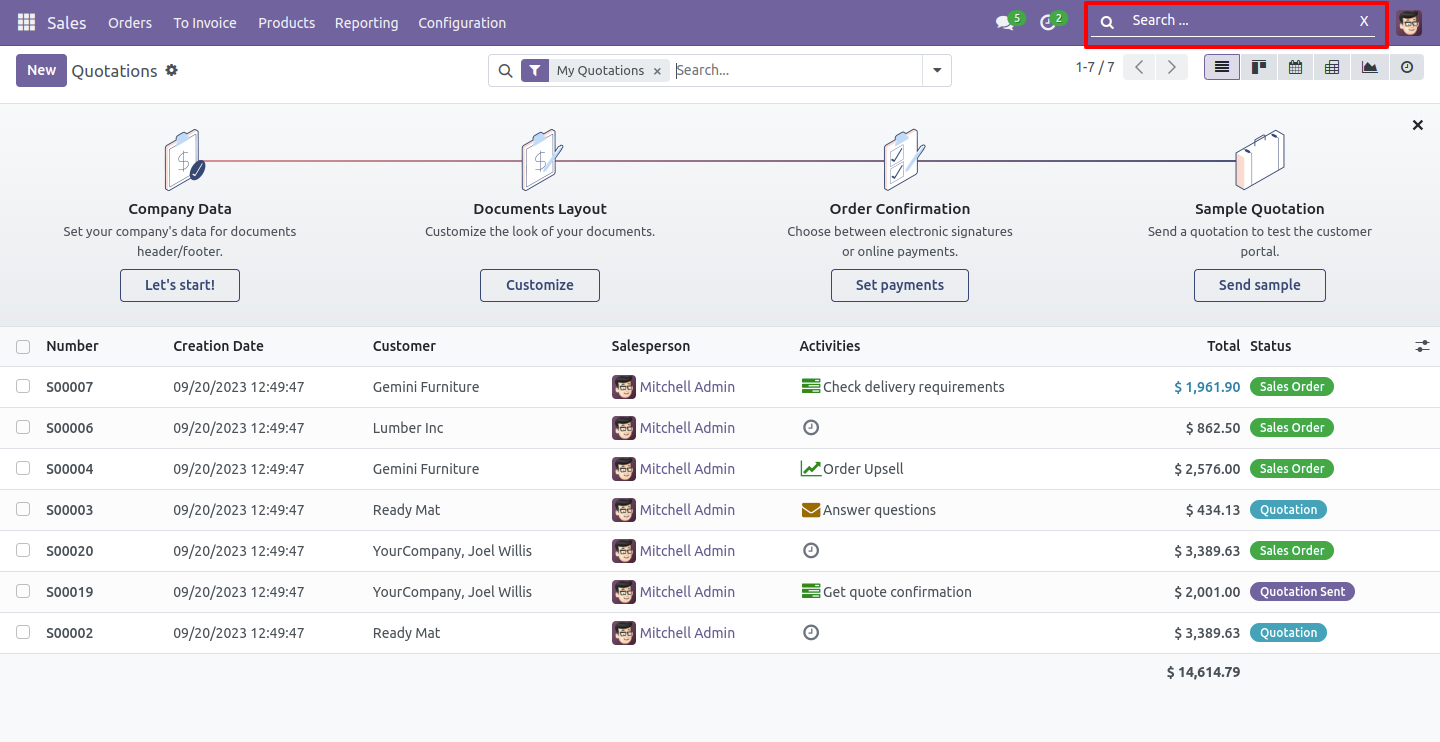 Sales Orders To Invoice Products Reporting Configuration 5 2 Search ... X
New Quotations My Quotations × Search... 1-7 / 7
Company Data Documents Layout Order Confirmation Sample Quotation
Set your company's data for documents Customize the look of your documents. Choose between electronic signatures Send a quotation to test the customer
header/footer. or online payments. portal.
Let's start! Customize Set payments Send sample
Number Creation Date Customer Salesperson Activities Total Status
S00007 09/20/2023 12:49:47 Gemini Furniture Mitchell Admin Check delivery requirements $ 1,961.90 Sales Order
S00006 09/20/2023 12:49:47 Lumber Inc Mitchell Admin $ 862.50 Sales Order
S00004 09/20/2023 12:49:47 Gemini Furniture Mitchell Admin Order Upsell $ 2,576.00 Sales Order
S00003 09/20/2023 12:49:47 Ready Mat Mitchell Admin Answer questions $ 434.13 Quotation
S00020 09/20/2023 12:49:47 YourCompany, Joel Willis Mitchell Admin $ 3,389.63 Sales Order
S00019 09/20/2023 12:49:47 YourCompany, Joel Willis Mitchell Admin Get quote confirmation $ 2,001.00 Quotation Sent
S00002 09/20/2023 12:49:47 Ready Mat Mitchell Admin $ 3,389.63 Quotation
$ 14,614.79